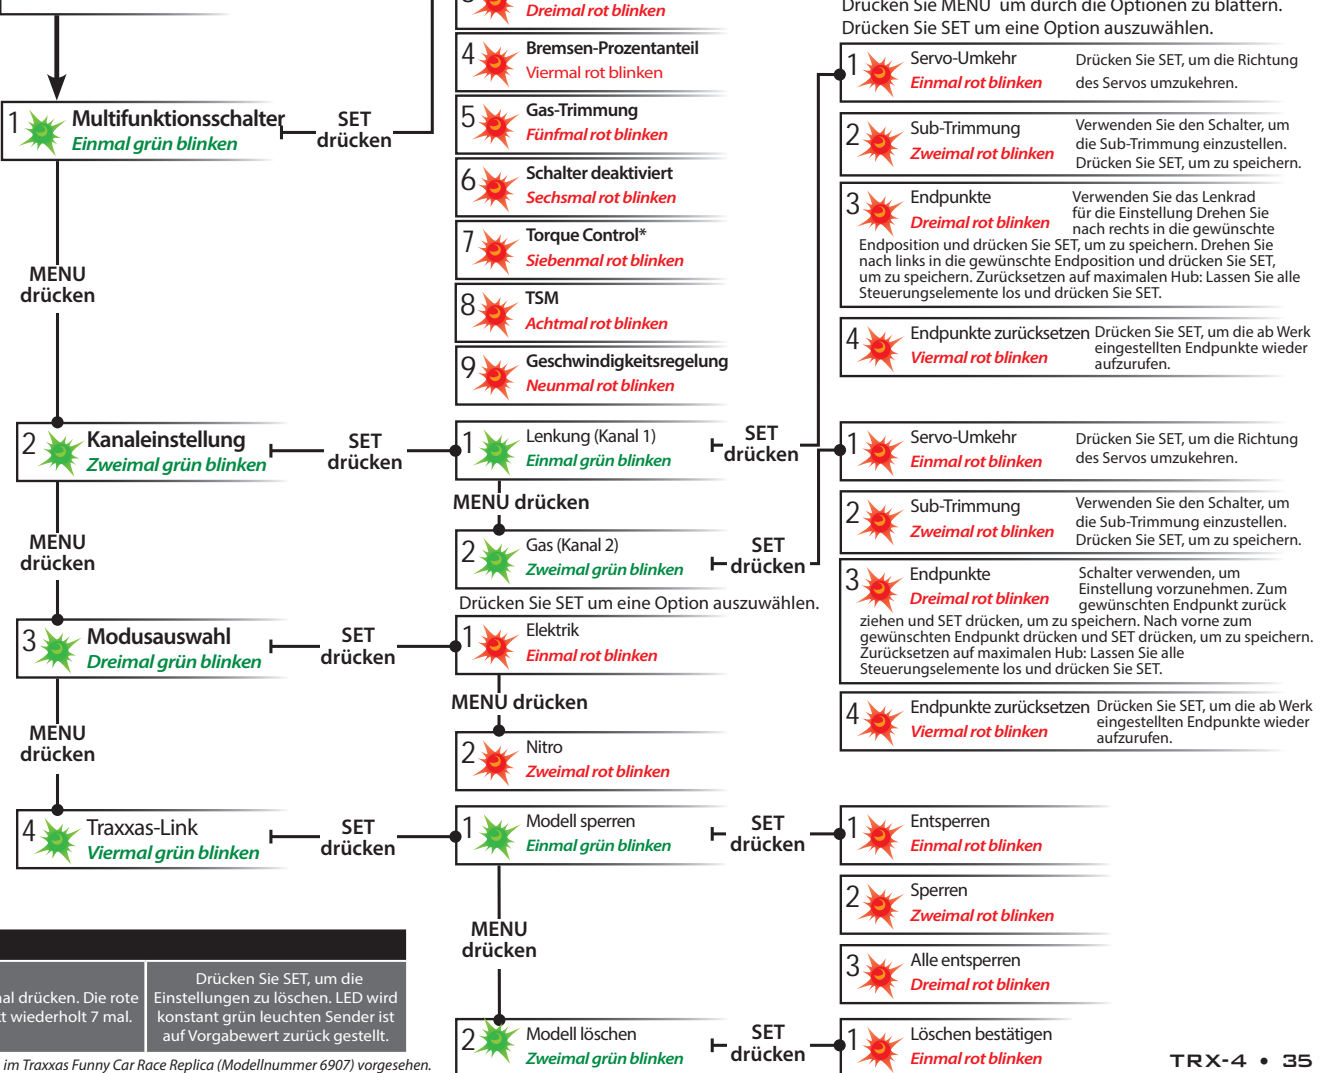 Dreimal rot blinken
4
Bremsen-Prozentanteil
Viermal rot blinken
5
Gas-Trimmung
Fünfmal rot blinken
6
Schalter deaktiviert
Sechsmal rot blinken
7
Torque Control*
Siebenmal rot blinken
8
TSM
Achtmal rot blinken
9
Geschwindigkeitsregelung
Neunmal rot blinken
1
Multifunktionsschalter
Einmal grün blinken
SET
drücken
MENU
drücken
2
Kanaleinstellung
Zweimal grün blinken
SET
drücken
1
Lenkung (Kanal 1)
Einmal grün blinken
SET
drücken
MENU drücken
2
Gas (Kanal 2)
Zweimal grün blinken
SET
drücken
Drücken Sie MENÜ um durch die Optionen zu blättern.
Drücken Sie SET um eine Option auszuwählen.
1
Servo-Umkehr
Einmal rot blinken
Drücken Sie SET, um die Richtung
des Servos umzukehren.
2
Sub-Trimmung
Zweimal rot blinken
Verwenden Sie den Schalter, um
die Sub-Trimmung einzustellen.
Drücken Sie SET, um zu speichern.
3
Endpunkte
Dreimal rot blinken
Verwenden Sie das Lenkrad
für die Einstellung Drehen Sie
nach rechts in die gewünschte
Endposition und drücken Sie SET, um zu speichern. Drehen Sie
nach links in die gewünschte Endposition und drücken Sie SET,
um zu speichern. Zurücksetzen auf maximalen Hub: Lassen Sie alle
Steuerungselemente los und drücken Sie SET.
4
Endpunkte zurücksetzen
Viermal rot blinken
Drücken Sie SET, um die ab Werk
eingestellten Endpunkte wieder
aufzurufen.
1
Servo-Umkehr
Einmal rot blinken
Drücken Sie SET, um die Richtung
des Servos umzukehren.
2
Sub-Trimmung
Zweimal rot blinken
Verwenden Sie den Schalter, um
die Sub-Trimmung einzustellen.
Drücken Sie SET, um zu speichern.
3
Endpunkte
Dreimal rot blinken
Schalter verwenden, um
Einstellung vorzunehmen. Zum
gewünschten Endpunkt zurück
ziehen und SET drücken, um zu speichern. Nach vorne zum
gewünschten Endpunkt drücken und SET drücken, um zu speichern.
Zurücksetzen auf maximalen Hub: Lassen Sie alle
Steuerungselemente los und drücken Sie SET.
4
Endpunkte zurücksetzen
Viermal rot blinken
Drücken Sie SET, um die ab Werk
eingestellten Endpunkte wieder
aufzurufen.
MENU
drücken
3
Modusauswahl
Dreimal grün blinken
SET
drücken
Drücken Sie SET um eine Option auszuwählen.
1
Elektrik
Einmal rot blinken
MENU drücken
2
Nitro
Zweimal rot blinken
MENU
drücken
4
Traxxas-Link
Viermal grün blinken
SET
drücken
1
Modell sperren
Einmal grün blinken
SET
drücken
1
Entsperren
Einmal rot blinken
2
Sperren
Zweimal rot blinken
3
Alle entsperren
Dreimal rot blinken
MENU
drücken
2
Modell löschen
Zweimal grün blinken
SET
drücken
1
Löschen bestätigen
Einmal rot blinken
al drücken. Die rote
t wiederholt 7 mal.
Drücken Sie SET, um die
Einstellungen zu löschen. LED wird
konstant grün leuchten Sender ist
auf Vorgabewert zurück gestellt.
im Traxxas Funny Car Race Replica (Modellnummer 6907) vorgesehen.
TRX-4 • 35